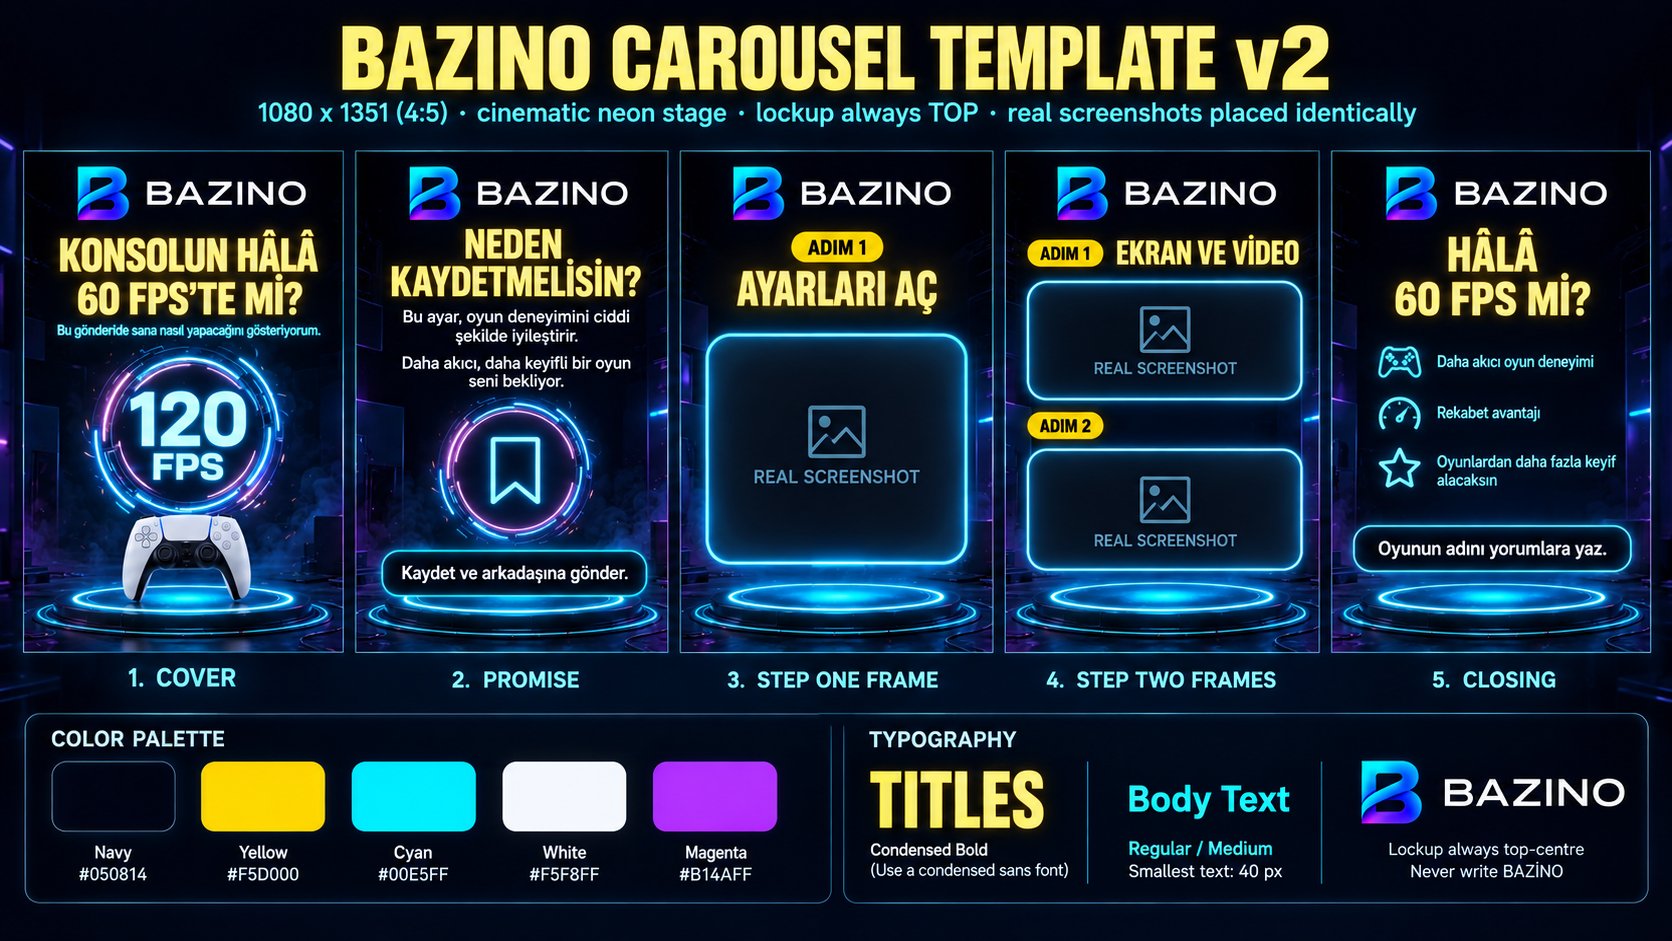 BAZINO CAROUSEL TEMPLATE v2
1080 x 1351 (4:5) · cinematic neon stage · lockup always TOP · real screenshots placed identically
BAZINO
KONSOLUN HÂLÂ
60 FPS'TE Mİ?
Bu gönderide sana nasıl yapacağını gösteriyorum.
120
FPS
1. COVER
BAZINO
NEDEN
KAYDETMELİSİN?
Bu ayar, oyun deneyimini ciddi
şekilde iyileştirir.
Daha akıcı, daha keyifli bir oyun
seni bekliyor.
Kaydet ve arkadaşına gönder.
2. PROMISE
BAZINO
ADIM 1
AYARLARI AÇ
REAL SCREENSHOT
3. STEP ONE FRAME
BAZINO
ADIM 1 EKRAN VE VİDEO
REAL SCREENSHOT
ADIM 2
REAL SCREENSHOT
4. STEP TWO FRAMES
BAZINO
HÂLÂ
60 FPS Mİ?
Daha akıcı oyun deneyimi
Rekabet avantajı
Oyunlardan daha fazla keyif
alacaksın
Oyunun adını yorumlara yaz.
5. CLOSING
COLOR PALETTE
Navy
#050814
Yellow
#F5D000
Cyan
#00E5FF
White
#F5F8FF
Magenta
#B14AFF
TYPOGRAPHY
TITLES
Condensed Bold
(Use a condensed sans font)
Body Text
Regular / Medium
Smallest text: 40 px
BAZINO
Lockup always top-centre
Never write BAZİNO